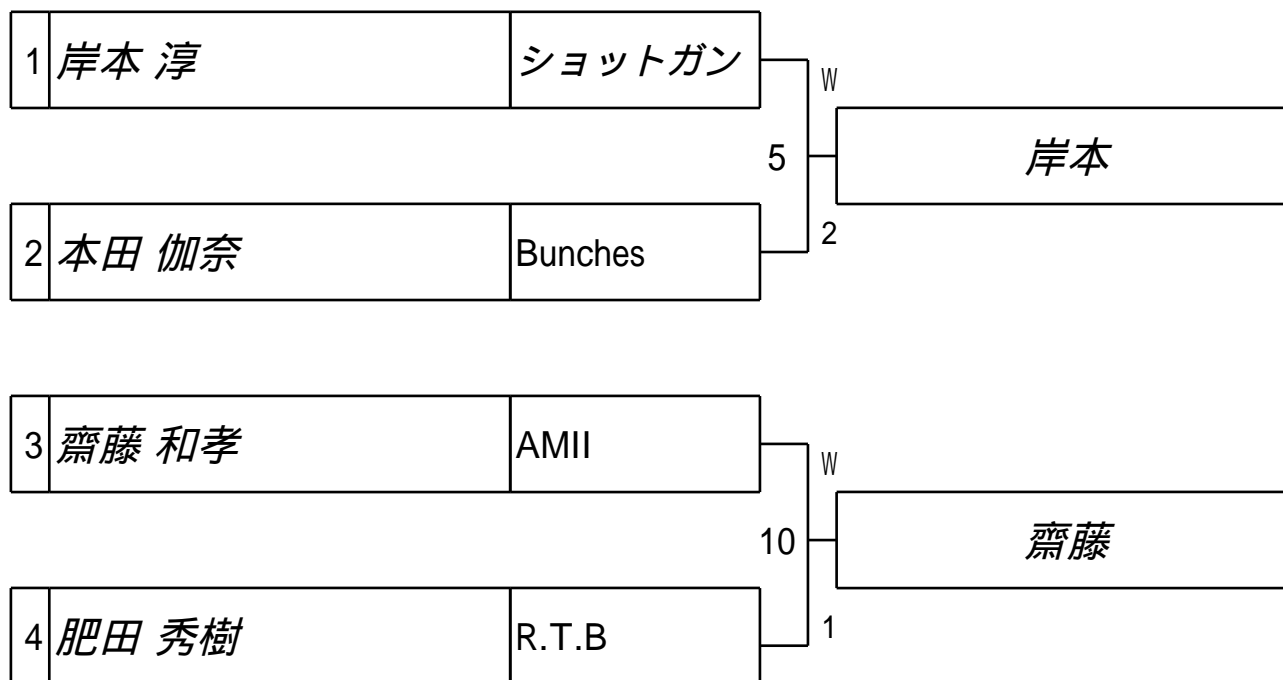 1 岸本 淳 ショットガン
W
5 岸本
2
2 本田 伽奈 Bunches
3 齋藤 和孝 AMII
W
10 齋藤
1
4 肥田 秀樹 R.T.B